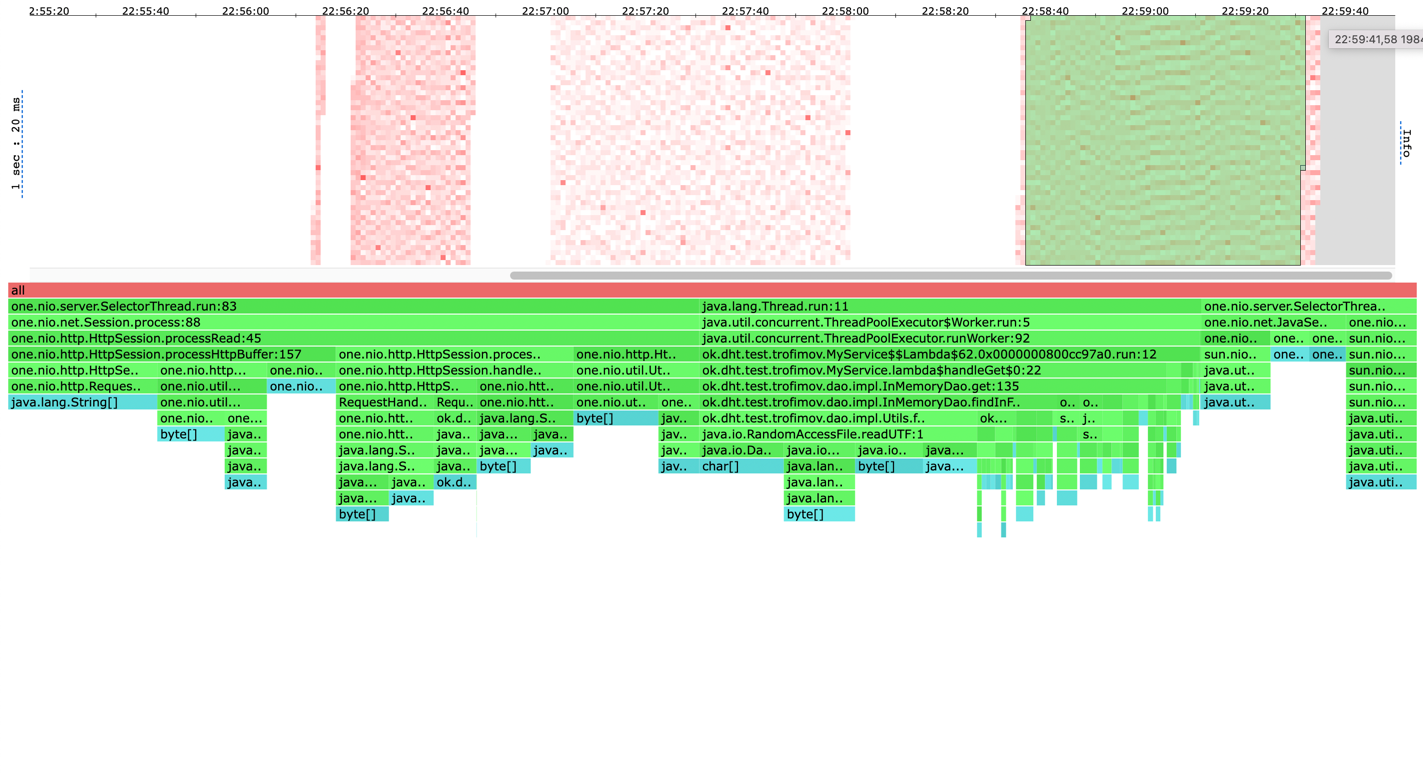 22:55:20 22:55:40 22:56:00 22:56:20 22:56:40 22:57:00 22:57:20 22:57:40 22:58:00 22:58:20 22:58:40 22:59:00 22:59:20 22:59:40
22:59:41,58 1984
1 sec : 20 ms
Info
all
one.nio.server.SelectorThread.run:83 java.lang.Thread.run:11 one.nio.server.SelectorThrea..
one.nio.net.Session.process:88 java.util.concurrent.ThreadPoolExecutor$Worker.run:5 one.nio.net.JavaSe.. one.nio...
one.nio.http.HttpSession.processRead:45 java.util.concurrent.ThreadPoolExecutor.runWorker:92 one.nio.. one.. one.. sun.nio...
one.nio.http.HttpSession.processHttpBuffer:157 one.nio.http.HttpSession.proces.. one.nio.http.Ht.. ok.dht.test.trofimov.MyService$$Lambda$62.0x0000000800cc97a0.run:12 sun.nio.. one.. one.. sun.nio...
one.nio.http.HttpSe.. one.nio.http... one.nio.. one.nio.http.HttpSession.handle.. one.nio.util.Ut.. ok.dht.test.trofimov.MyService.lambda$handleGet$0:22 java.ut.. sun.nio...
one.nio.http.Reques.. one.nio.util... one.nio... one.nio.http.HttpS.. one.nio.htt.. one.nio.util.Ut.. ok.dht.test.trofimov.dao.impl.InMemoryDao.get:135 java.ut.. sun.nio...
java.lang.String[] one.nio.util... RequestHand.. Requ.. one.nio.htt.. one.nio.ut.. one.. ok.dht.test.trofimov.dao.impl.InMemoryDao.findInF.. o.. o.. java.ut.. sun.nio...
one.nio.. one... one.nio.htt.. ok.d.. java.lang.S.. byte[] jav.. ok.dht.test.trofimov.dao.impl.Utils.f.. ok... s.. j.. java.uti..
byte[] java.. one.nio.htt.. java.. java... java.. jav.. java.io.RandomAccessFile.readUTF:1 s.. java.uti..
java.. java.lang.S.. java.. java... java.. jav.. java.io.Da.. java.io... java.io.. java... java.uti..
java.. java.lang.S.. java.. byte[] jav.. char[] java.lan.. byte[] java... java.uti..
java.. java... java.. ok.d.. java.lan.. java.uti..
java... java.. java.lan..
byte[] byte[]